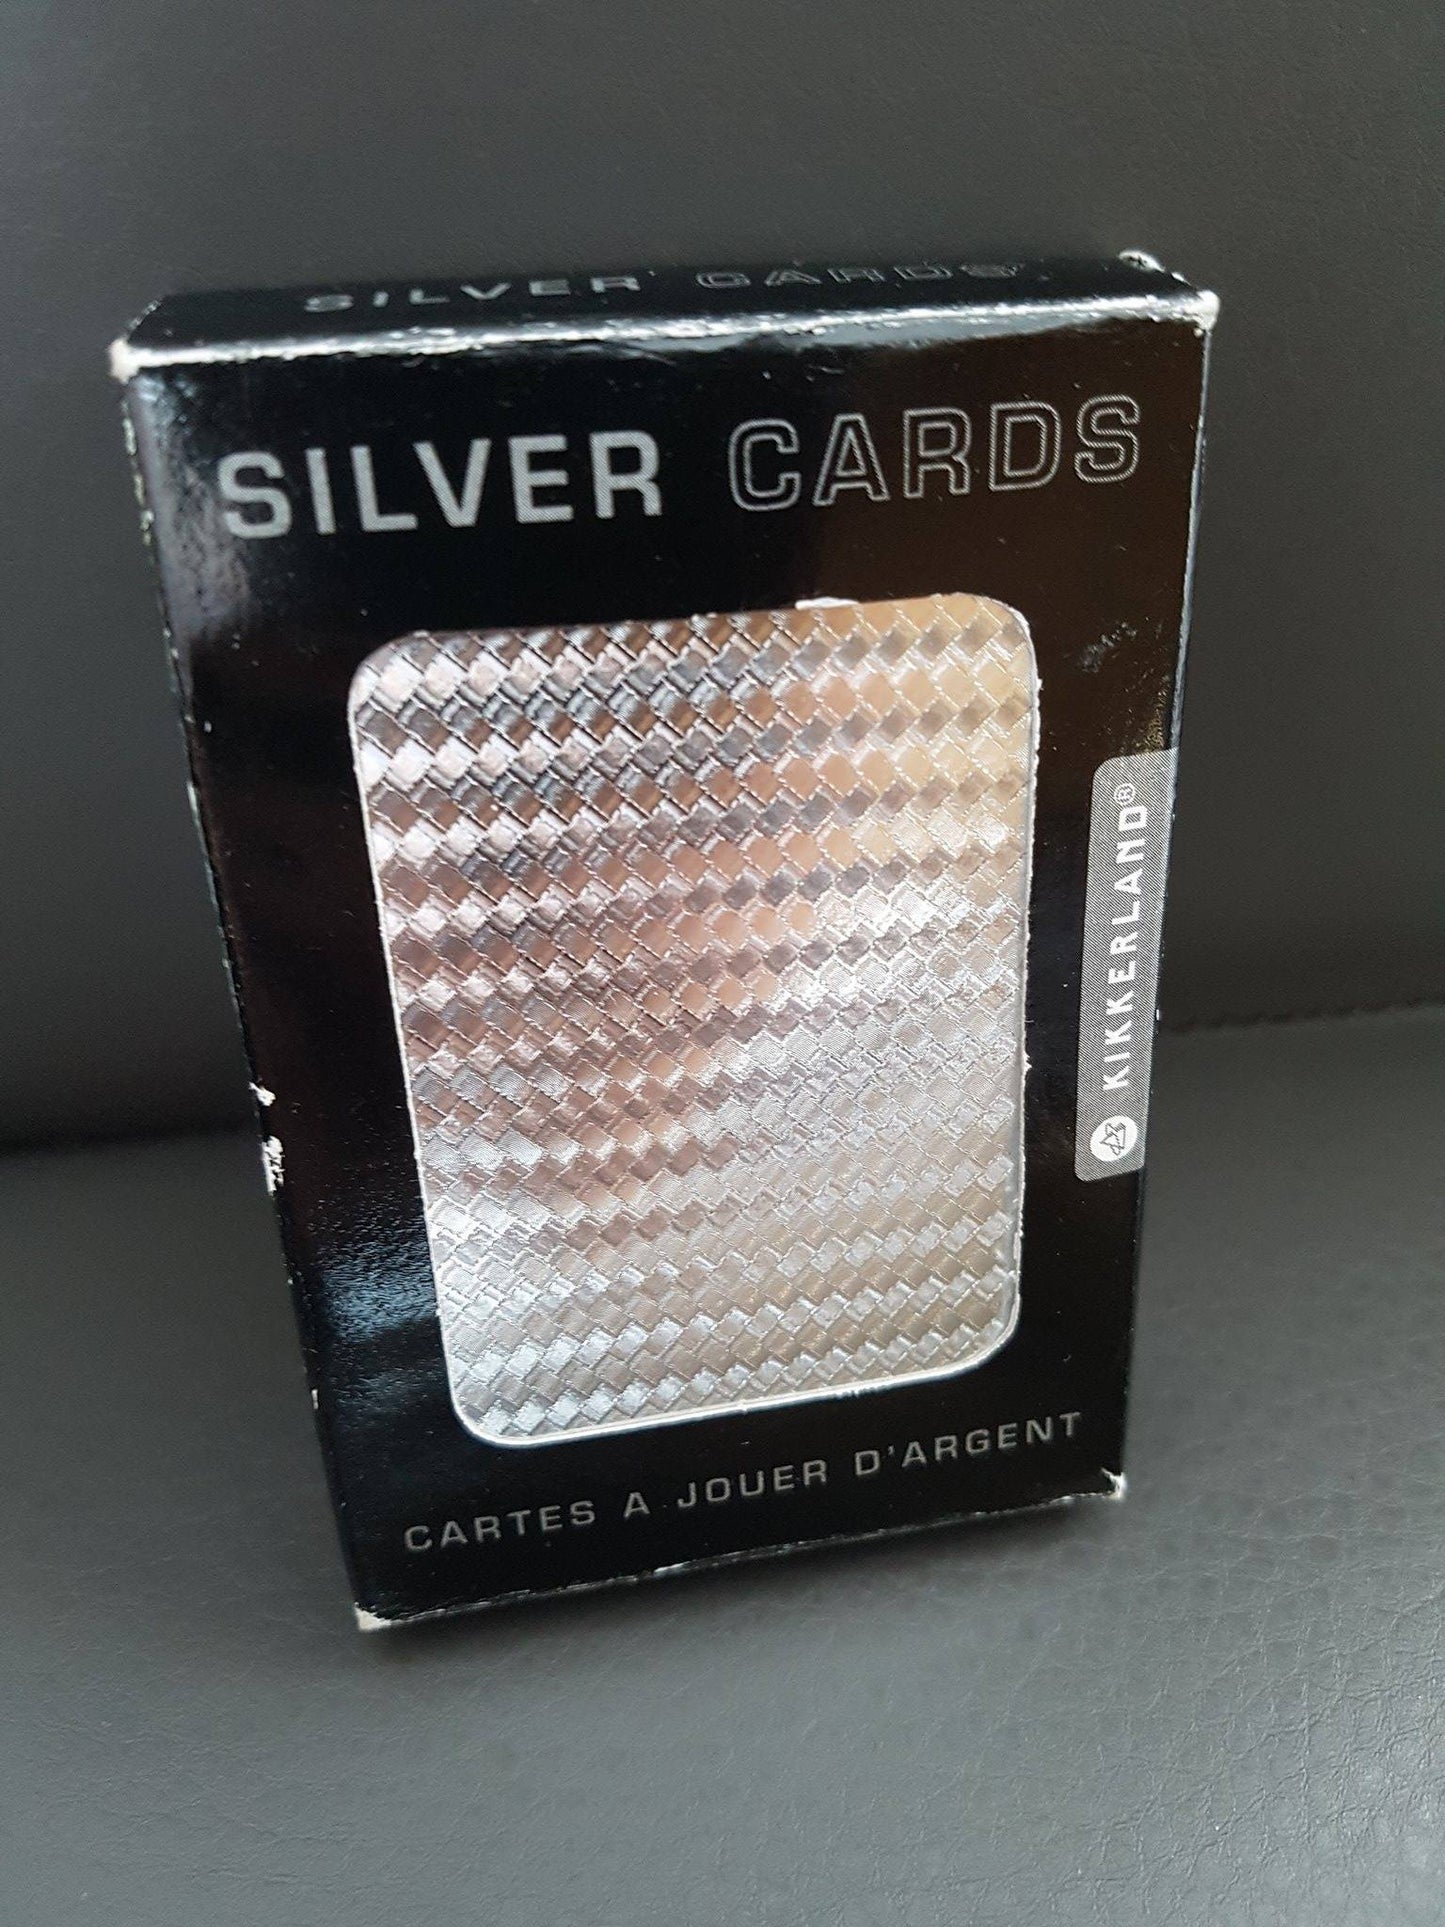 SILVER CARDS
SILVER CARDS
KIKKERLAND®
CARTES A JOUER D'ARGENT